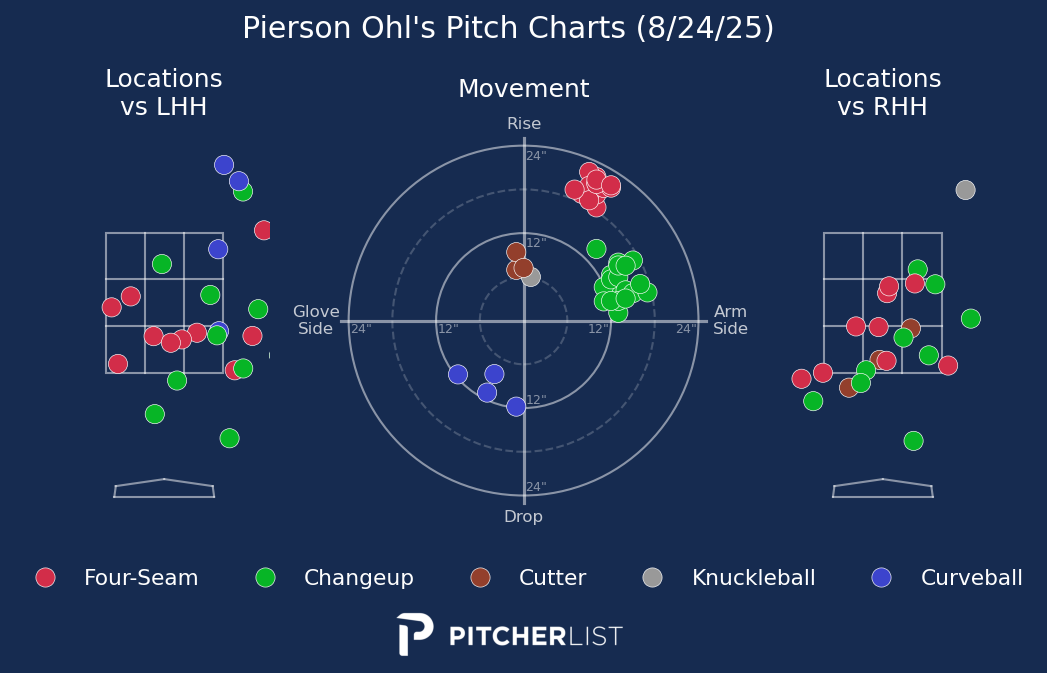 Pierson Ohl's Pitch Charts (8/24/25)
Locations
vs LHH
Movement
Locations
vs RHH
Rise
24"
12"
Glove
Side
24"
12"
12"
24"
Arm
Side
12"
24"
Drop
Four-Seam
Changeup
Cutter
Knuckleball
Curveball
PITCHERLIST